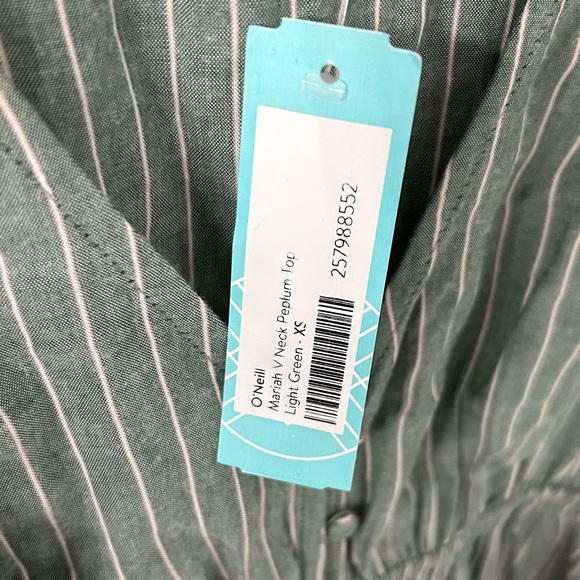 O'Neill
Mariah V Neck Peplum Top
Light Green - XS
257988552